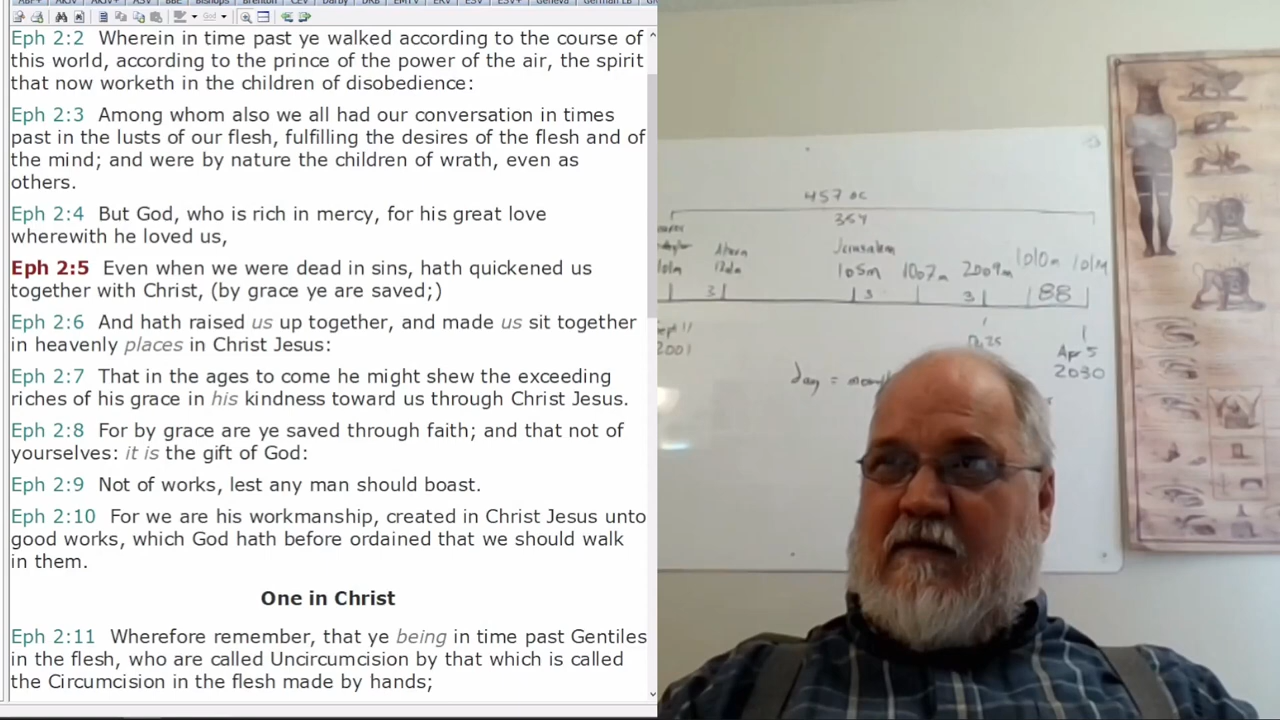 Eph 2:2 Wherein in time past ye walked according to the course of
this world, according to the prince of the power of the air, the spirit
that now worketh in the children of disobedience:
Eph 2:3 Among whom also we all had our conversation in times
past in the lusts of our flesh, fulfilling the desires of the flesh and of
the mind; and were by nature the children of wrath, even as
others.
Eph 2:4 But God, who is rich in mercy, for his great love
wherewith he loved us,
Eph 2:5 Even when we were dead in sins, hath quickened us
together with Christ, (by grace ye are saved;)
Eph 2:6 And hath raised us up together, and made us sit together
in heavenly places in Christ Jesus:
Eph 2:7 That in the ages to come he might shew the exceeding
riches of his grace in his kindness toward us through Christ Jesus.
Eph 2:8 For by grace are ye saved through faith; and that not of
yourselves: it is the gift of God:
Eph 2:9 Not of works, lest any man should boast.
Eph 2:10 For we are his workmanship, created in Christ Jesus unto
good works, which God hath before ordained that we should walk
in them.
One in Christ
Eph 2:11 Wherefore remember, that ye being in time past Gentiles
in the flesh, who are called Uncircumcision by that which is called
the Circumcision in the flesh made by hands;
457 BC
354
Jerusalem
105m 1007m 2009m 1010m
3 3 3 88
2001
Apr 5
2030
day =